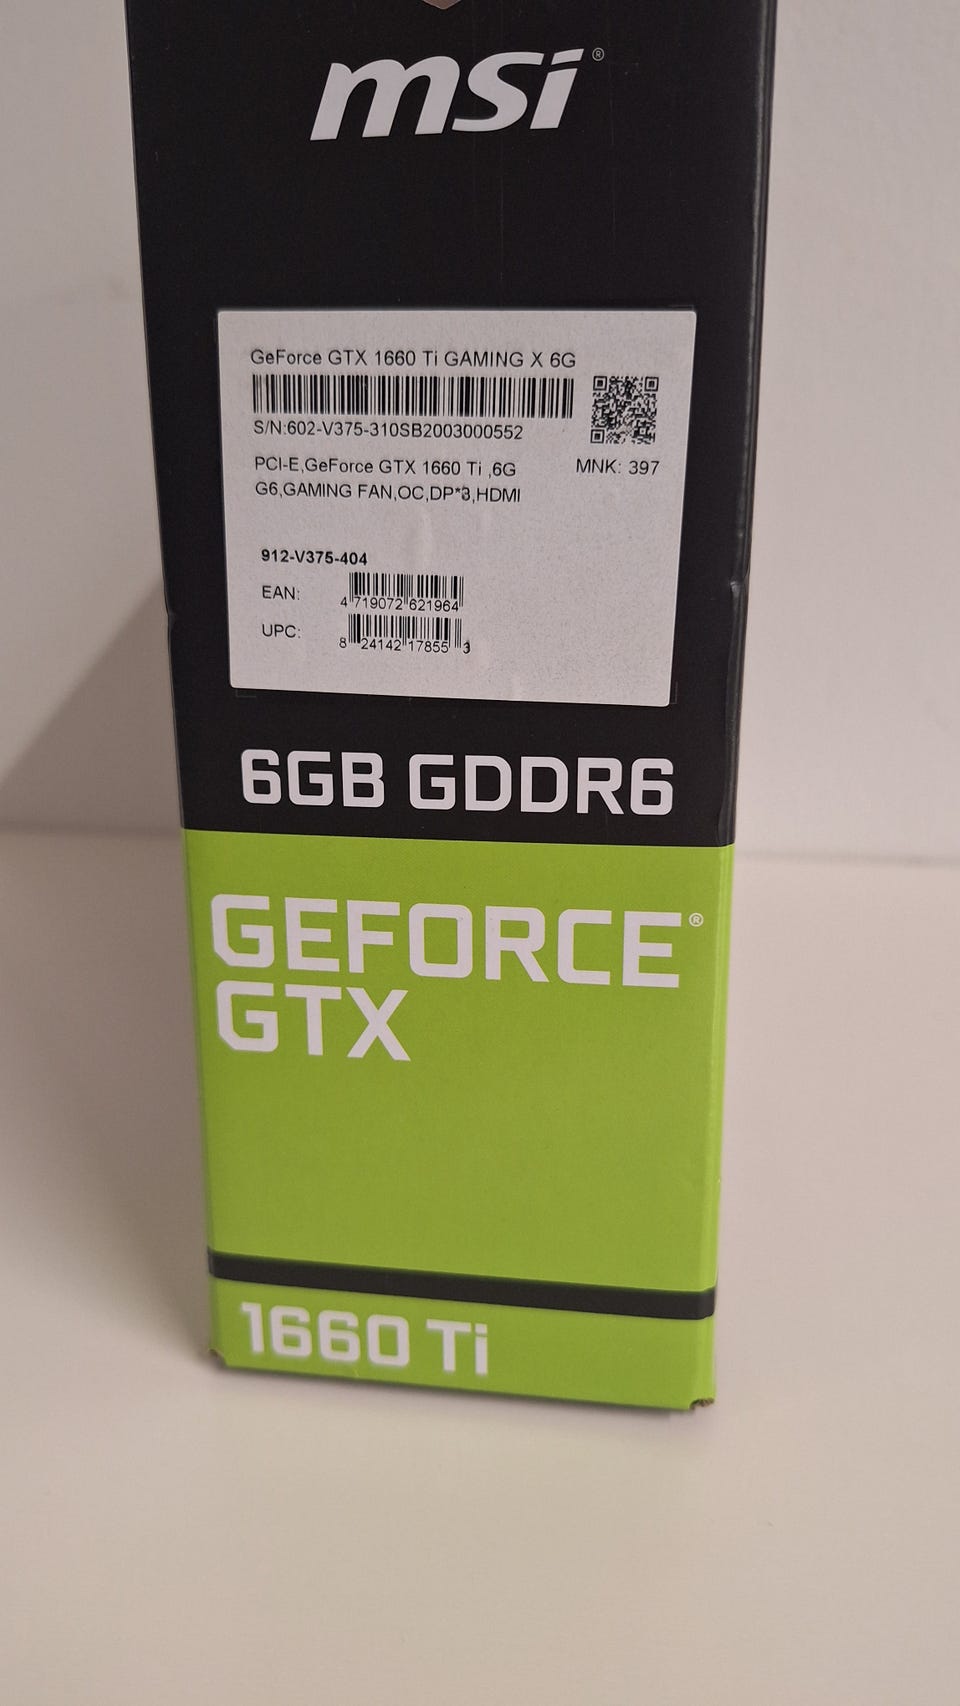 msi®
GeForce GTX 1660 Ti GAMING X 6G
S/N:602-V375-310SB2003000552
PCI-E,GeForce GTX 1660 Ti ,6G
MNK: 397
G6,GAMING FAN,OC,DP*3,HDMI
912-V375-404
EAN:
4 719072 621964
UPC:
8 24142 17855 3
6GB GDDR6
GEFORCE®
GTX
1660 Ti